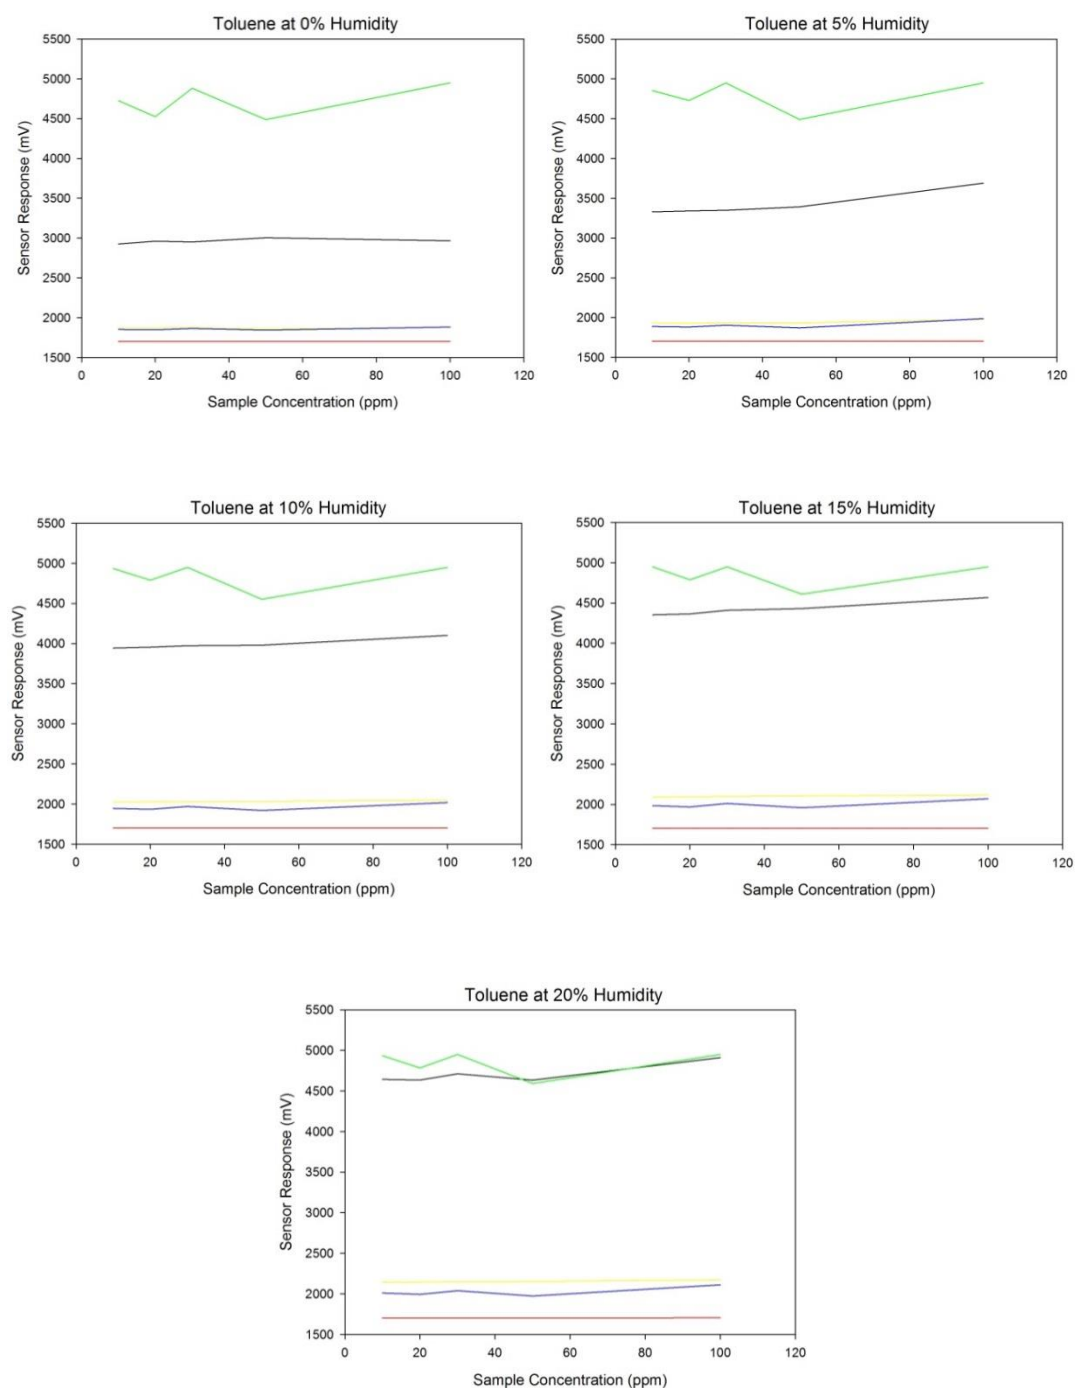 Toluene at 0% Humidity
5500
5000
4500
4000
3500
3000
2500
2000
1500
Sensor Response (mV)
0 20 40 60 80 100 120
Sample Concentration (ppm)
Toluene at 5% Humidity
5500
5000
4500
4000
3500
3000
2500
2000
1500
Sensor Response (mV)
0 20 40 60 80 100 120
Sample Concentration (ppm)
Toluene at 10% Humidity
5500
5000
4500
4000
3500
3000
2500
2000
1500
Sensor Response (mV)
0 20 40 60 80 100 120
Sample Concentration (ppm)
Toluene at 15% Humidity
5500
5000
4500
4000
3500
3000
2500
2000
1500
Sensor Response (mV)
0 20 40 60 80 100 120
Sample Concentration (ppm)
Toluene at 20% Humidity
5500
5000
4500
4000
3500
3000
2500
2000
1500
Sensor Response (mV)
0 20 40 60 80 100 120
Sample Concentration (ppm)